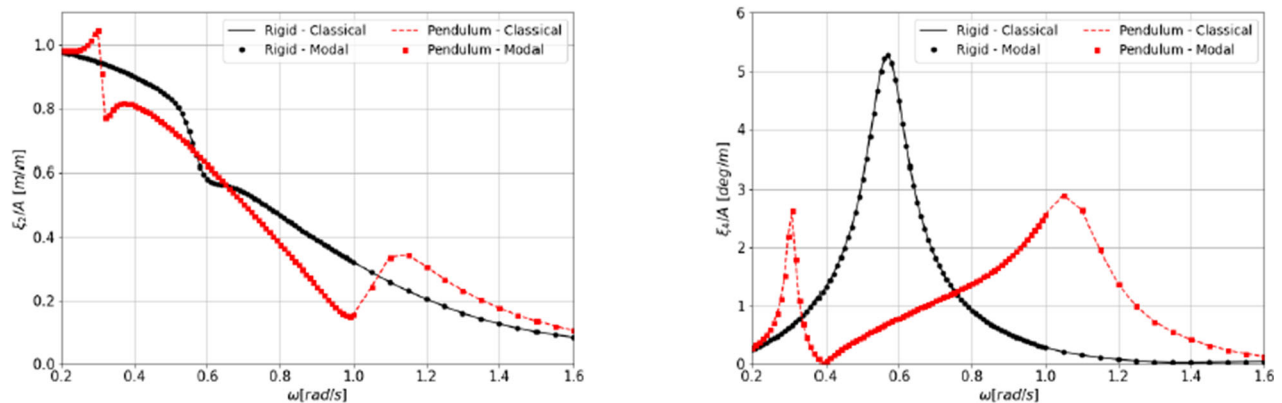 Rigid - Classical
Rigid - Modal
Pendulum - Classical
Pendulum - Modal
ξ₂/A [m/m]
1.0
0.8
0.6
0.4
0.2
0.0
0.2 0.4 0.6 0.8 1.0 1.2 1.4 1.6
ω[rad/s]
Rigid - Classical
Rigid - Modal
Pendulum - Classical
Pendulum - Modal
ξ₄/A [deg/m]
6
5
4
3
2
1
0
0.2 0.4 0.6 0.8 1.0 1.2 1.4 1.6
ω[rad/s]